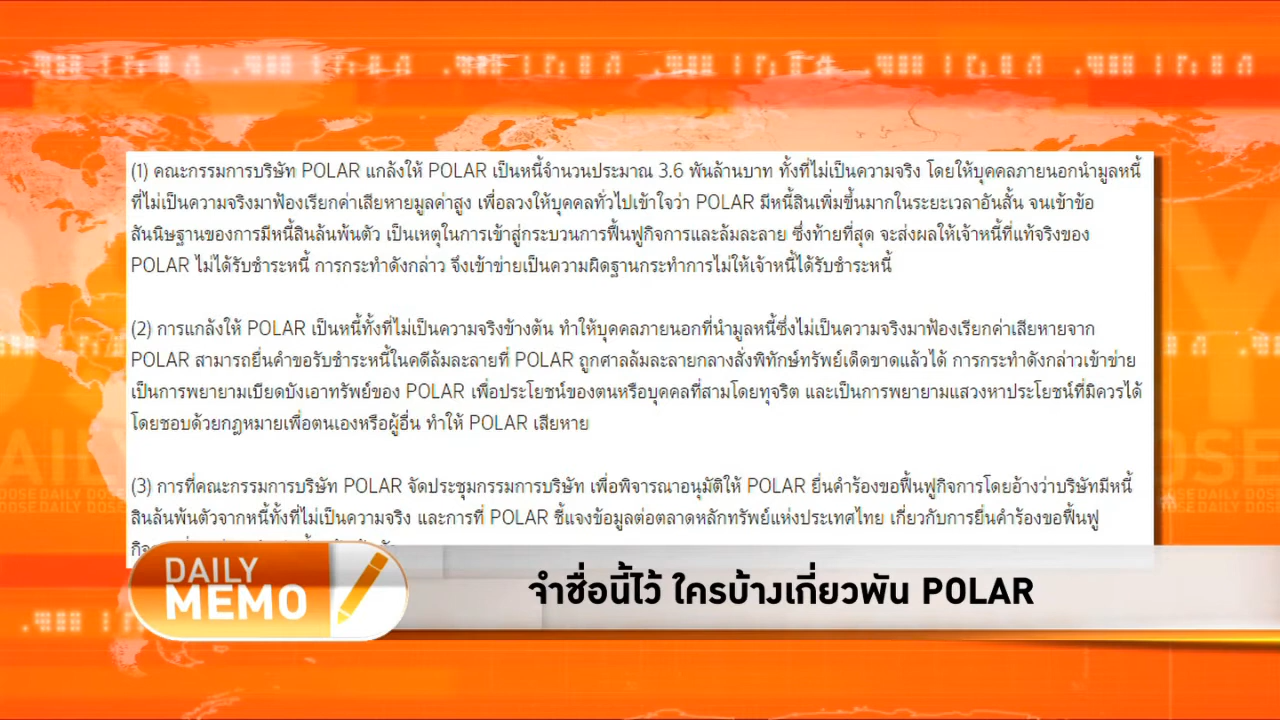 (1) คณะกรรมการบริษัท POLAR แกล้งให้ POLAR เป็นหนี้จำนวนประมาณ 3.6 พันล้านบาท ทั้งที่ไม่เป็นความจริง โดยให้บุคคลภายนอกนำมูลหนี้
ที่ไม่เป็นความจริงมาฟ้องเรียกค่าเสียหายมูลค่าสูง เพื่อลวงให้บุคคลทั่วไปเข้าใจว่า POLAR มีหนี้สินเพิ่มขึ้นมากในระยะเวลาอันสั้น จนเข้าข้อ
สันนิษฐานของการมีหนี้สินล้นพ้นตัว เป็นเหตุในการเข้าสู่กระบวนการฟื้นฟูกิจการและล้มละลาย ซึ่งท้ายที่สุด จะส่งผลให้เจ้าหนี้ที่แท้จริงของ
POLAR ไม่ได้รับชำระหนี้ การกระทำดังกล่าว จึงเข้าข่ายเป็นความผิดฐานกระทำการไม่ให้เจ้าหนี้ได้รับชำระหนี้
(2) การแกล้งให้ POLAR เป็นหนี้ทั้งที่ไม่เป็นความจริงข้างต้น ทำให้บุคคลภายนอกที่นำมูลหนี้ซึ่งไม่เป็นความจริงมาฟ้องเรียกค่าเสียหายจาก
POLAR สามารถยื่นคำขอรับชำระหนี้ในคดีล้มละลายที่ POLAR ถูกศาลล้มละลายกลางสั่งพิทักษ์ทรัพย์เด็ดขาดแล้วได้ การกระทำดังกล่าวเข้าข่าย
เป็นการพยายามเบียดบังเอาทรัพย์ของ POLAR เพื่อประโยชน์ของตนหรือบุคคลที่สามโดยทุจริต และเป็นการพยายามแสวงหาประโยชน์ที่มิควรได้
โดยชอบด้วยกฎหมายเพื่อตนเองหรือผู้อื่น ทำให้ POLAR เสียหาย
(3) การที่คณะกรรมการบริษัท POLAR จัดประชุมกรรมการบริษัท เพื่อพิจารณาอนุมัติให้ POLAR ยื่นคำร้องขอฟื้นฟูกิจการโดยอ้างว่าบริษัทมีหนี้
สินล้นพ้นตัวจากหนี้ทั้งที่ไม่เป็นความจริง และการที่ POLAR ชี้แจงข้อมูลต่อตลาดหลักทรัพย์แห่งประเทศไทย เกี่ยวกับการยื่นคำร้องขอฟื้นฟู
DAILY
MEMO
จำชื่อนี้ไว้ ใครบ้างเกี่ยวพัน POLAR